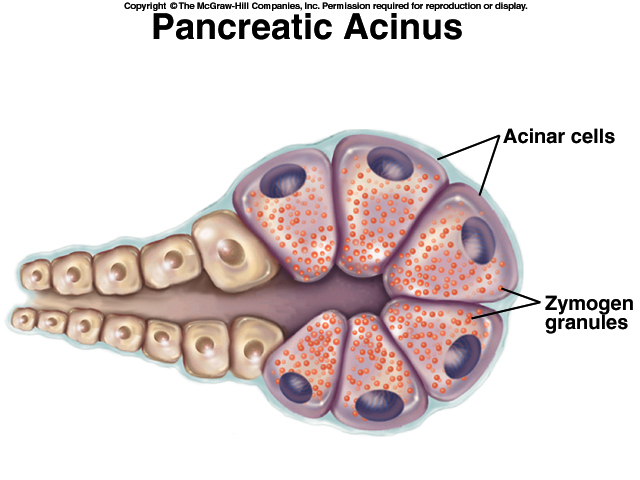 Copyright © The McGraw-Hill Companies, Inc. Permission required for reproduction or display.
Pancreatic Acinus
Acinar cells
Zymogen
granules